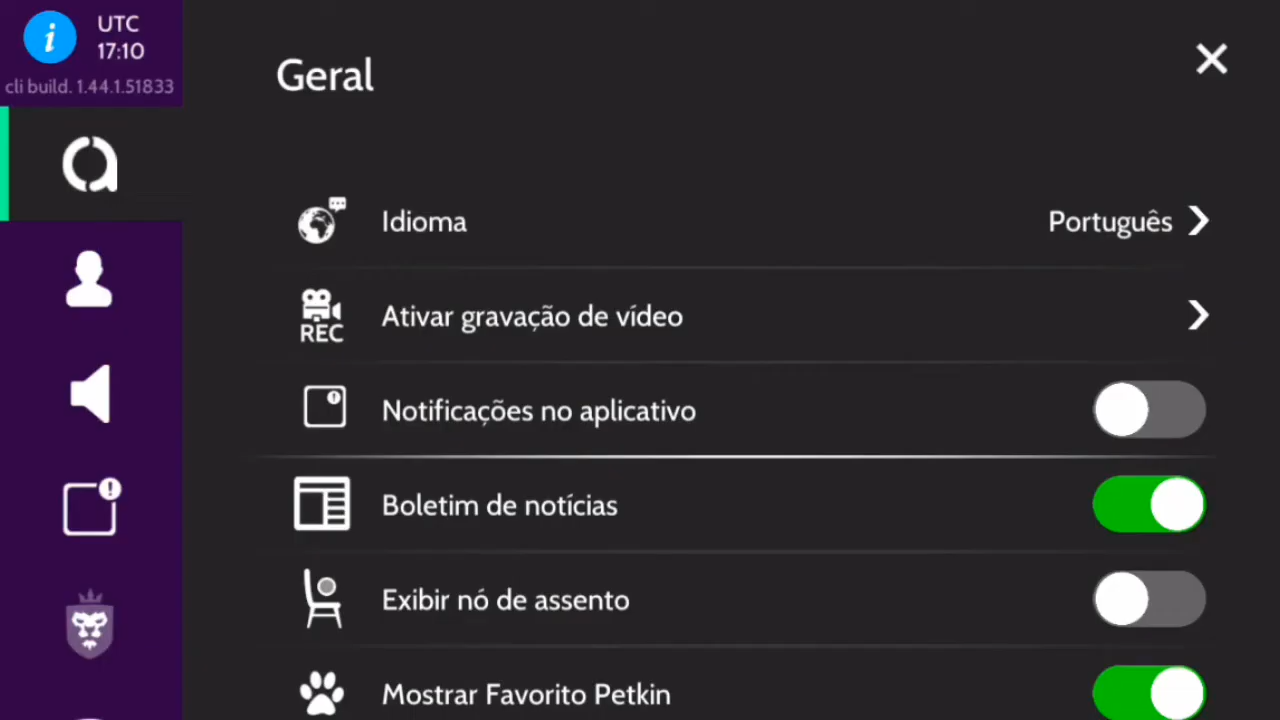 UTC
17:10
cli build. 1.44.1.51833
Geral
Idioma
Português
REC
Ativar gravação de vídeo
Notificações no aplicativo
Boletim de notícias
Exibir nó de assento
Mostrar Favorito Petkin